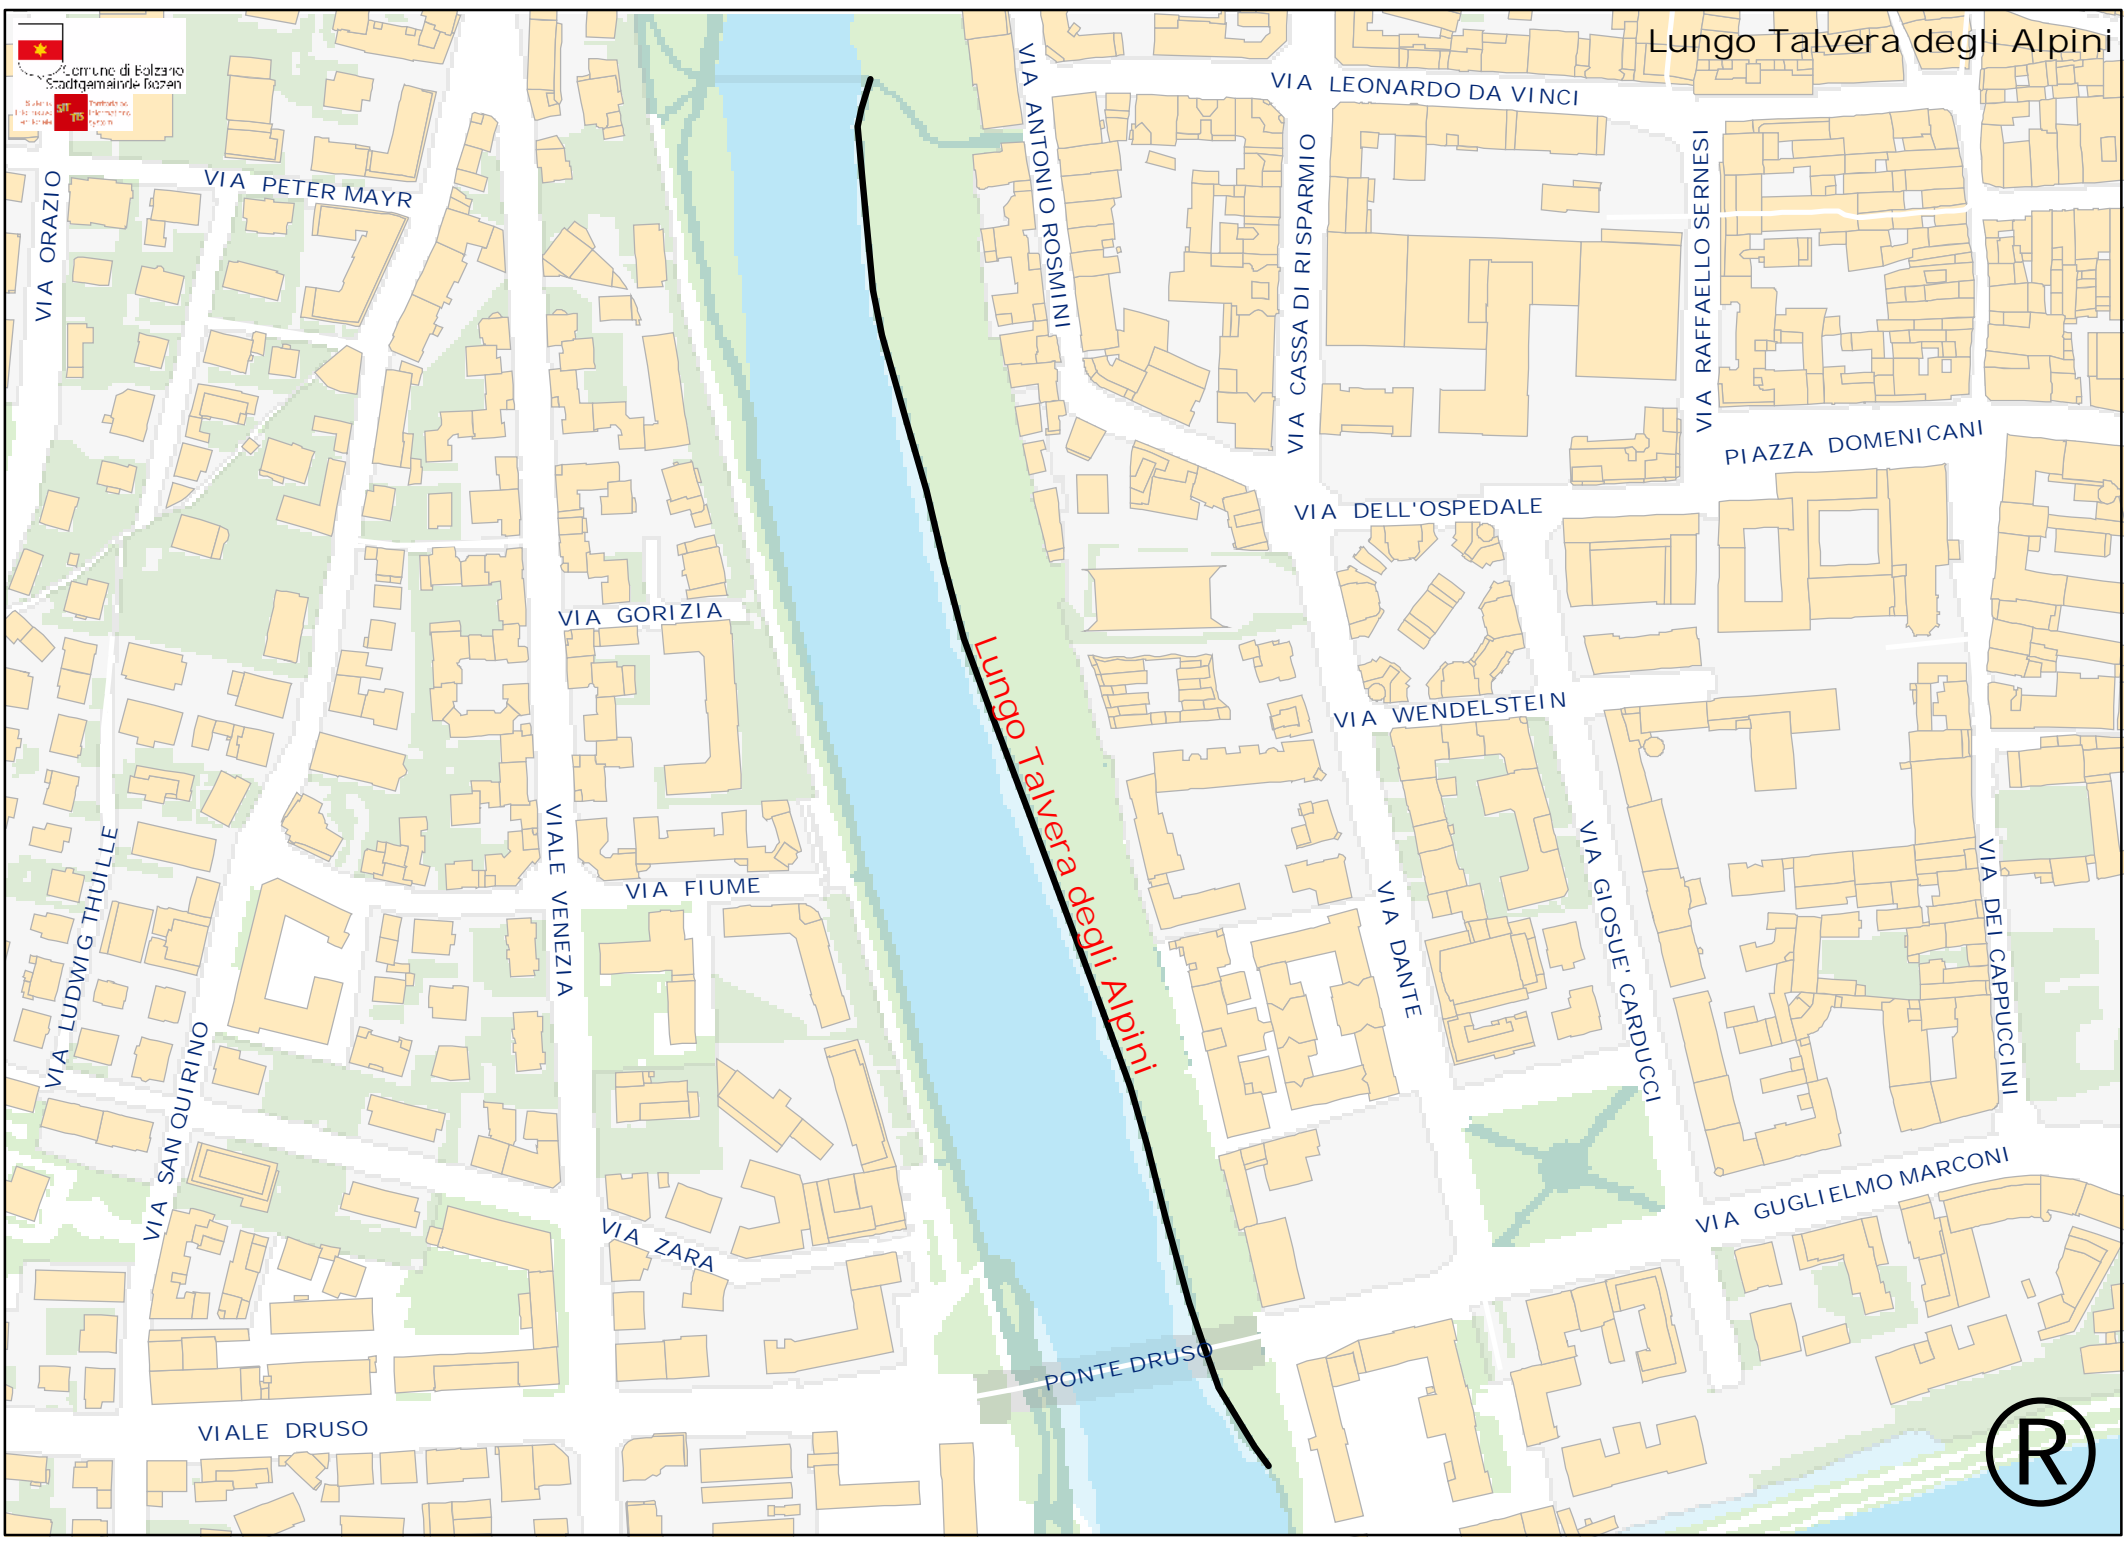 Lungo Talvera degli Alpini
Comune di Bolzano
Stadtgemeinde Bozen
SIT
TIS
VIA LEONARDO DA VINCI
VIA ANTONIO ROSMINI
VIA CASSA DI RISPARMIO
VIA RAFFAELLO SERNESI
VIA PETER MAYR
VIA ORAZIO
PIAZZA DOMENICANI
VIA DELL'OSPEDALE
VIA GORIZIA
Lungo Talvera degli Alpini
VIA WENDELSTEIN
VIALE VENEZIA
VIA FIUME
VIA LUDWIG THUILLE
VIA DANTE
VIA GIOSUE' CARDUCCI
VIA DEI CAPPUCCINI
VIA SAN QUIRINO
VIA GUGLIELMO MARCONI
VIA ZARA
PONTE DRUSO
VIALE DRUSO
R